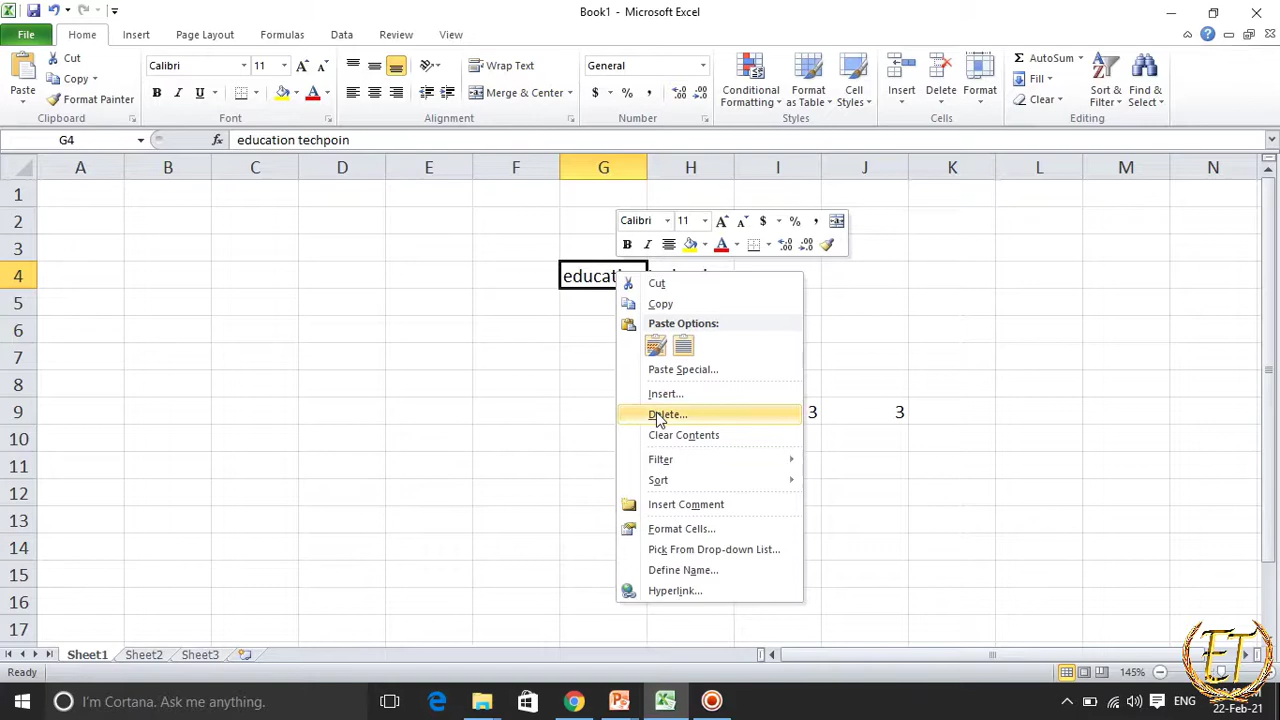 Book1 - Microsoft Excel
File Home Insert Page Layout Formulas Data Review View
Paste
Cut
Copy
Format Painter
Clipboard
Calibri 11
B I U
Font
Wrap Text
Merge & Center
Alignment
General
$ % ,
Number
Conditional Formatting
Format as Table
Cell Styles
Styles
Insert
Delete
Format
Cells
AutoSum
Fill
Clear
Sort & Filter
Find & Select
G4 fx education techpoin
A B C D E F G H I J K L M N
1
2
3
4 educati
5
6
7
8
9 3 3
10
11
12
13
14
15
16
17
Calibri 11 A A $ % ,
B I A
Cut
Copy
Paste Options:
Paste Special...
Insert...
Delete...
Clear Contents
Filter
Sort
Insert Comment
Format Cells...
Pick From Drop-down List...
Define Name...
Hyperlink...
Sheet1 Sheet2 Sheet3
Ready
145%
I'm Cortana. Ask me anything.
ENG
22-Feb-21
ET